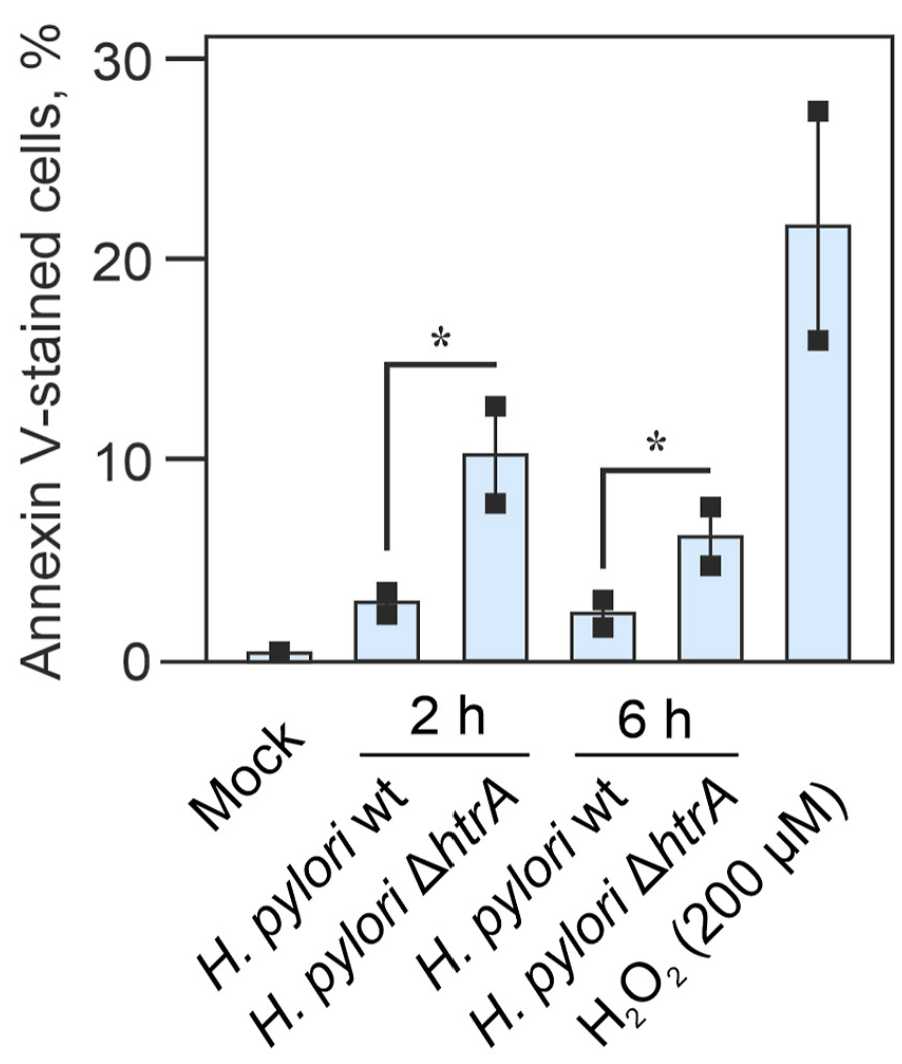 Annexin V-stained cells, %
30
20
10
0
*
*
2 h
6 h
Mock
H. pylori wt
H. pylori ΔhtrA
H. pylori wt
H. pylori ΔhtrA
H₂O₂ (200 µM)